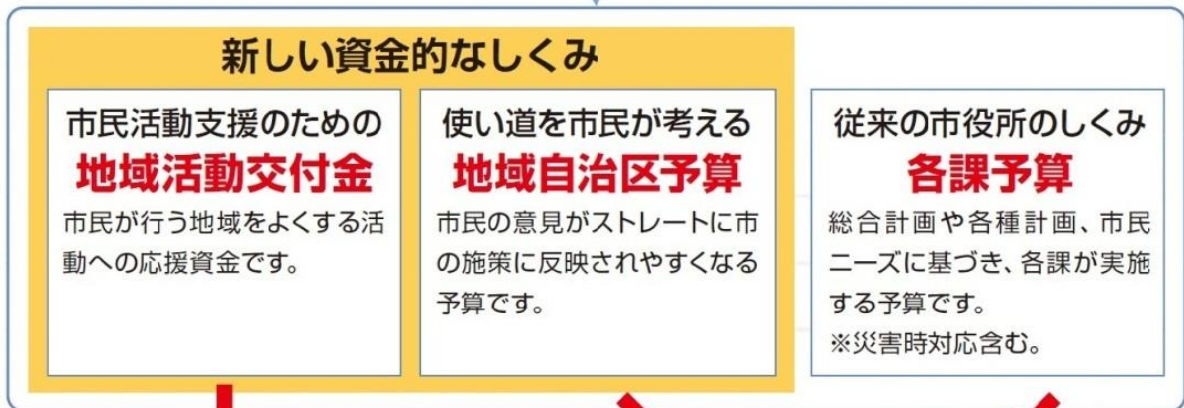 新しい資金的なしくみ
市民活動支援のための
地域活動交付金
市民が行う地域をよくする活
動への応援資金です。
使い道を市民が考える
地域自治区予算
市民の意見がストレートに市
の施策に反映されやすくなる
予算です。
従来の市役所のしくみ
各課予算
総合計画や各種計画、市民
ニーズに基づき、各課が実施
する予算です。
※災害時対応含む。